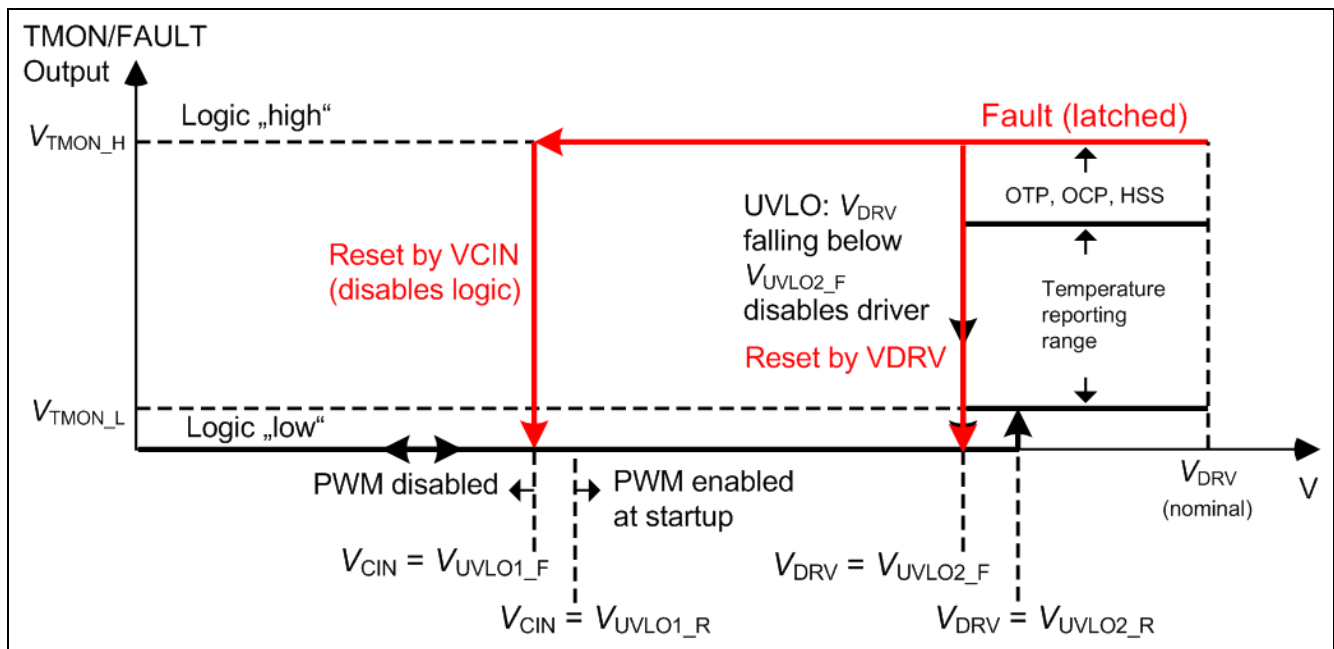 TMON/FAULT
Output
Logic „high“
Fault (latched)
VTMON_H
OTP, OCP, HSS
UVLO: VDRV
falling below
VUVLO2_F
disables driver
Reset by VCIN
(disables logic)
Temperature
reporting
range
Reset by VDRV
VTMON_L
Logic „low“
PWM disabled
PWM enabled
at startup
VDRV
(nominal)
V
VCIN = VUVLO1_F
VDRV = VUVLO2_F
VCIN = VUVLO1_R
VDRV = VUVLO2_R